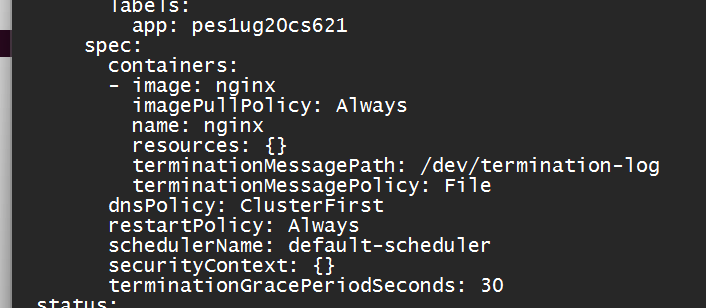 labels:
app: pes1ug20cs621
spec:
containers:
- image: nginx
imagePullPolicy: Always
name: nginx
resources: {}
terminationMessagePath: /dev/termination-log
terminationMessagePolicy: File
dnsPolicy: ClusterFirst
restartPolicy: Always
schedulerName: default-scheduler
securityContext: {}
terminationGracePeriodSeconds: 30
status: